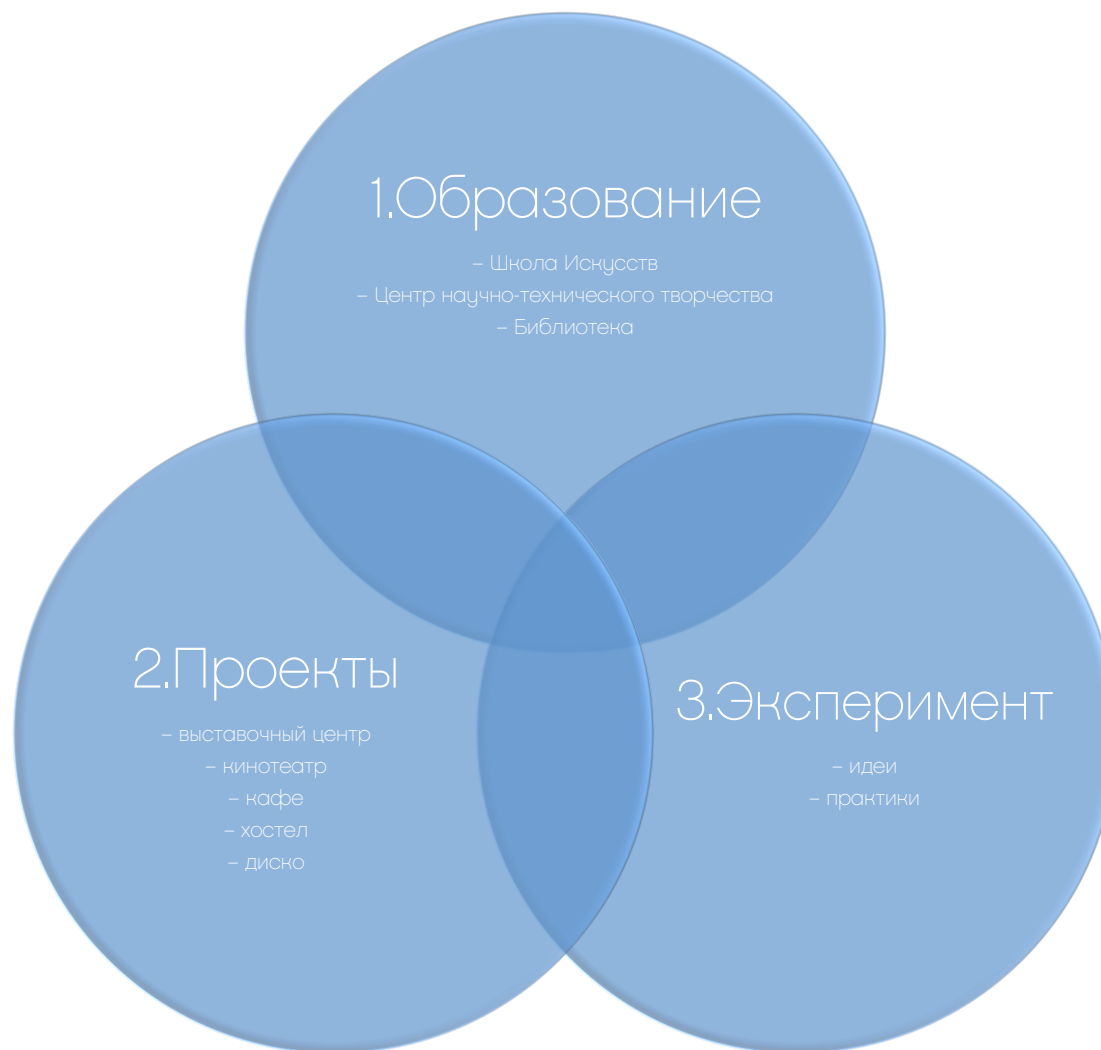 1.Образование
– Школа Искусств
– Центр научно-технического творчества
– Библиотека
2.Проекты
– выставочный центр
– кинотеатр
– кафе
– хостел
– диско
3.Эксперимент
– идеи
– практики